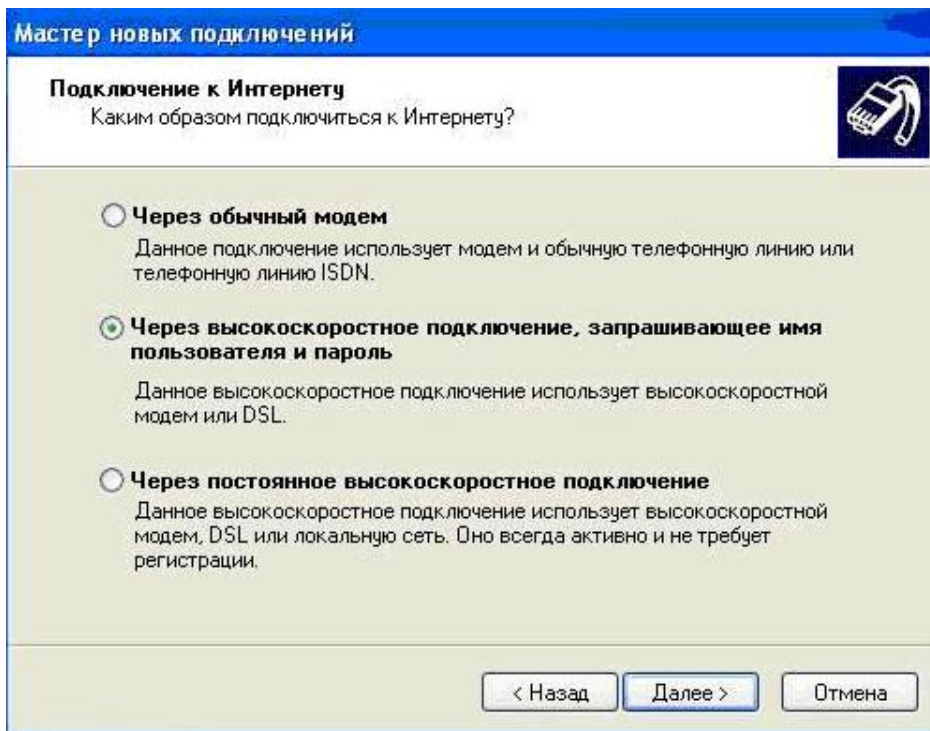 Мастер новых подключений
Подключение к Интернету
Каким образом подключиться к Интернету?
Через обычный модем
Данное подключение использует модем и обычную телефонную линию или
телефонную линию ISDN.
Через высокоскоростное подключение, запрашивающее имя
пользователя и пароль
Данное высокоскоростное подключение использует высокоскоростной
модем или DSL.
Через постоянное высокоскоростное подключение
Данное высокоскоростное подключение использует высокоскоростной
модем, DSL или локальную сеть. Оно всегда активно и не требует
регистрации.
< Назад
Далее >
Отмена